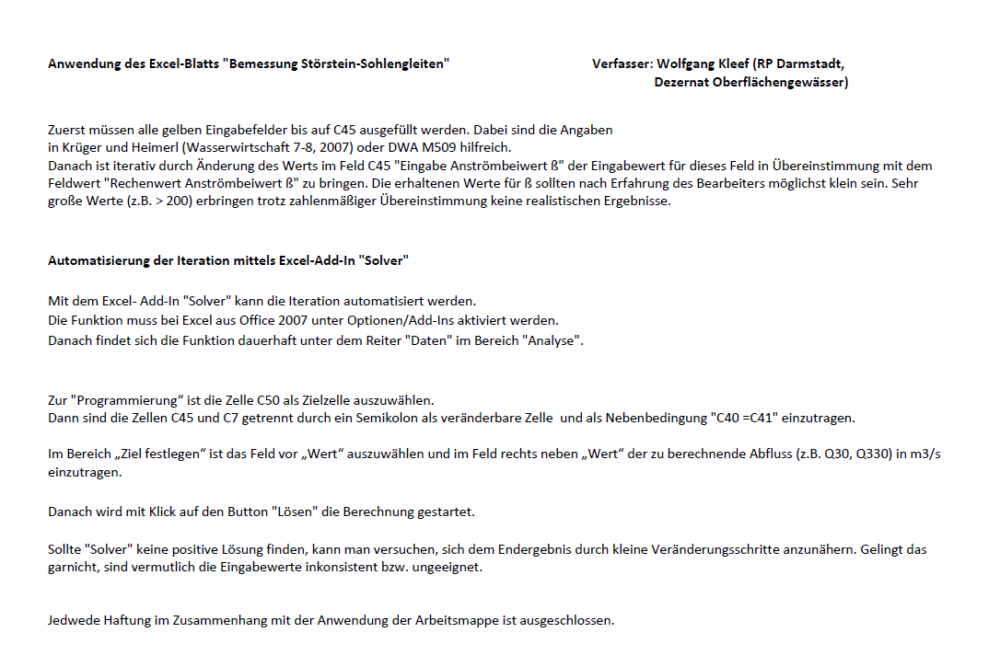 Anwendung des Excel-Blatts "Bemessung Störstein-Sohlengleiten"
Verfasser: Wolfgang Kleef (RP Darmstadt,
Dezernat Oberflächengewässer)
Zuerst müssen alle gelben Eingabefelder bis auf C45 ausgefüllt werden. Dabei sind die Angaben
in Krüger und Heimerl (Wasserwirtschaft 7-8, 2007) oder DWA M509 hilfreich.
Danach ist iterativ durch Änderung des Werts im Feld C45 "Eingabe Anströmbeiwert ß" der Eingabewert für dieses Feld in Übereinstimmung mit dem
Feldwert "Rechenwert Anströmbeiwert ß" zu bringen. Die erhaltenen Werte für ß sollten nach Erfahrung des Bearbeiters möglichst klein sein. Sehr
große Werte (z.B. > 200) erbringen trotz zahlenmäßiger Übereinstimmung keine realistischen Ergebnisse.
Automatisierung der Iteration mittels Excel-Add-In "Solver"
Mit dem Excel- Add-In "Solver" kann die Iteration automatisiert werden.
Die Funktion muss bei Excel aus Office 2007 unter Optionen/Add-Ins aktiviert werden.
Danach findet sich die Funktion dauerhaft unter dem Reiter "Daten" im Bereich "Analyse".
Zur "Programmierung“ ist die Zelle C50 als Zielzelle auszuwählen.
Dann sind die Zellen C45 und C7 getrennt durch ein Semikolon als veränderbare Zelle  und als Nebenbedingung "C40 =C41" einzutragen.
Im Bereich „Ziel festlegen“ ist das Feld vor „Wert“ auszuwählen und im Feld rechts neben „Wert“ der zu berechnende Abfluss (z.B. Q30, Q330) in m3/s
einzutragen.
Danach wird mit Klick auf den Button "Lösen" die Berechnung gestartet.
Sollte "Solver" keine positive Lösung finden, kann man versuchen, sich dem Endergebnis durch kleine Veränderungsschritte anzunähern. Gelingt das
garnicht, sind vermutlich die Eingabewerte inkonsistent bzw. ungeeignet.
Jedwede Haftung im Zusammenhang mit der Anwendung der Arbeitsmappe ist ausgeschlossen.